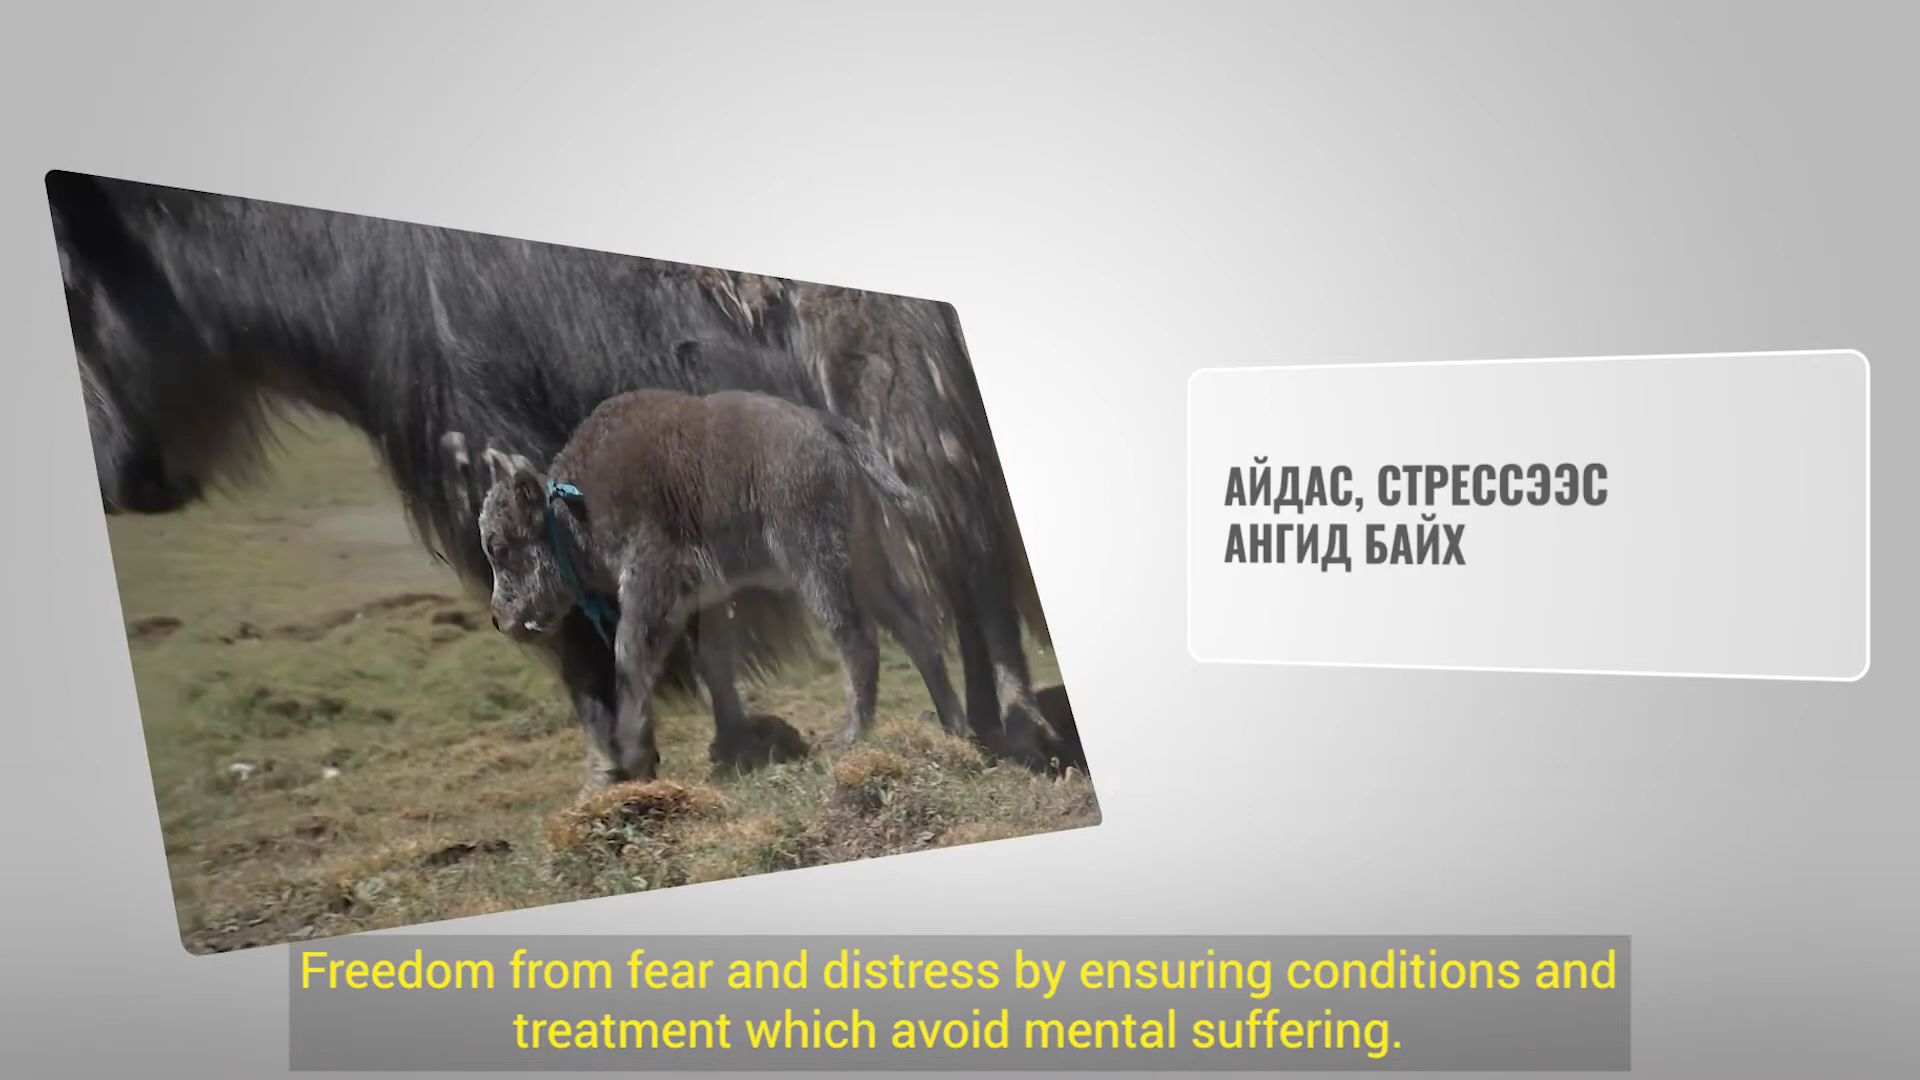 АЙДАС, СТРЕССЭЭС
АНГИД БАЙХ
Freedom from fear and distress by ensuring conditions and
treatment which avoid mental suffering.